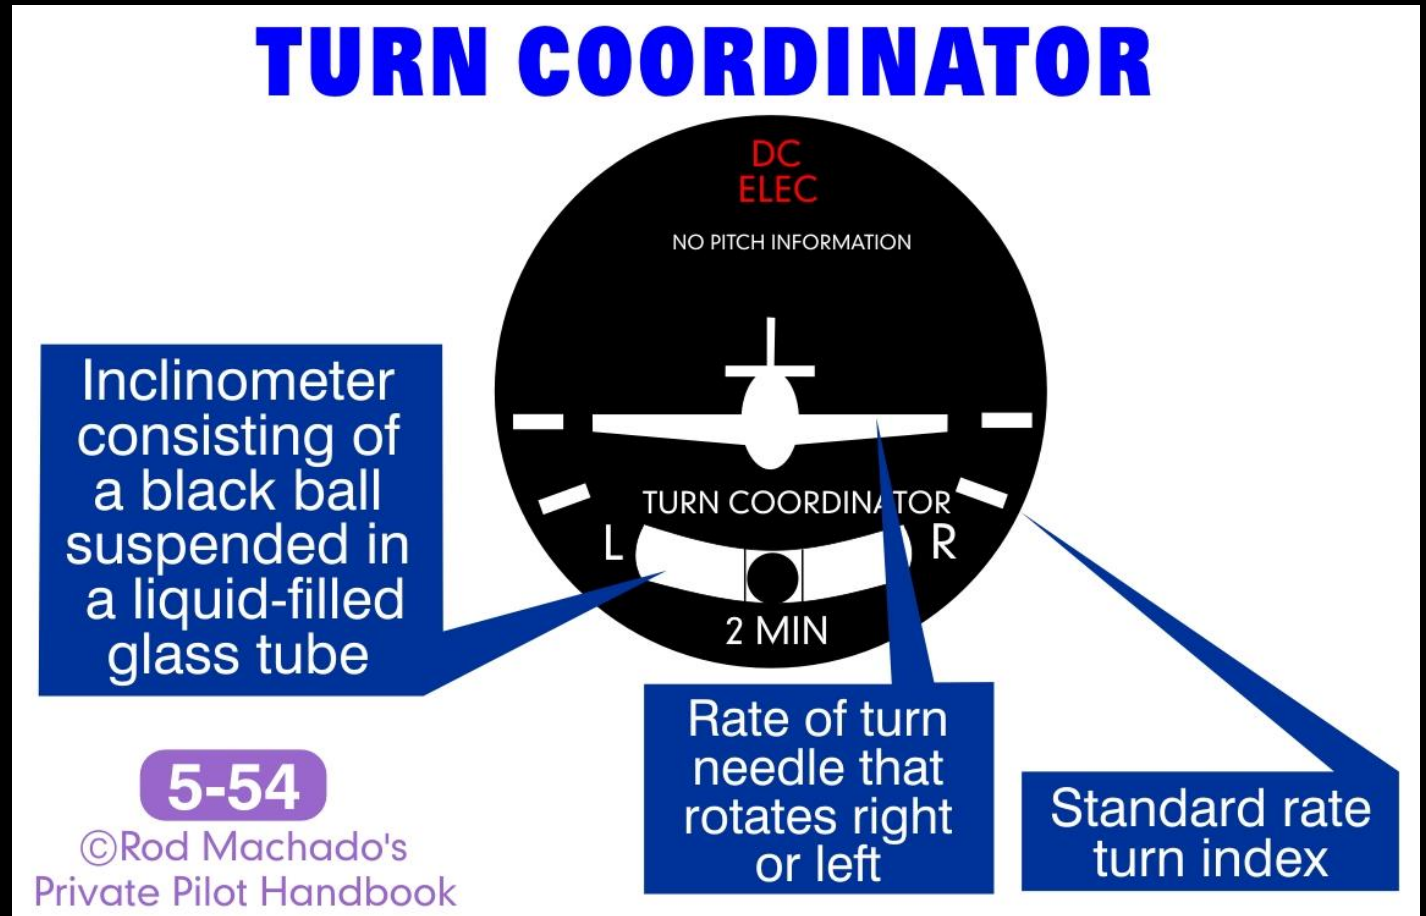 TURN COORDINATOR
DC
ELEC
NO PITCH INFORMATION
TURN COORDINATOR
L
R
2 MIN
Inclinometer
consisting of
a black ball
suspended in
a liquid-filled
glass tube
Rate of turn
needle that
rotates right
or left
Standard rate
turn index
5-54
©Rod Machado's
Private Pilot Handbook